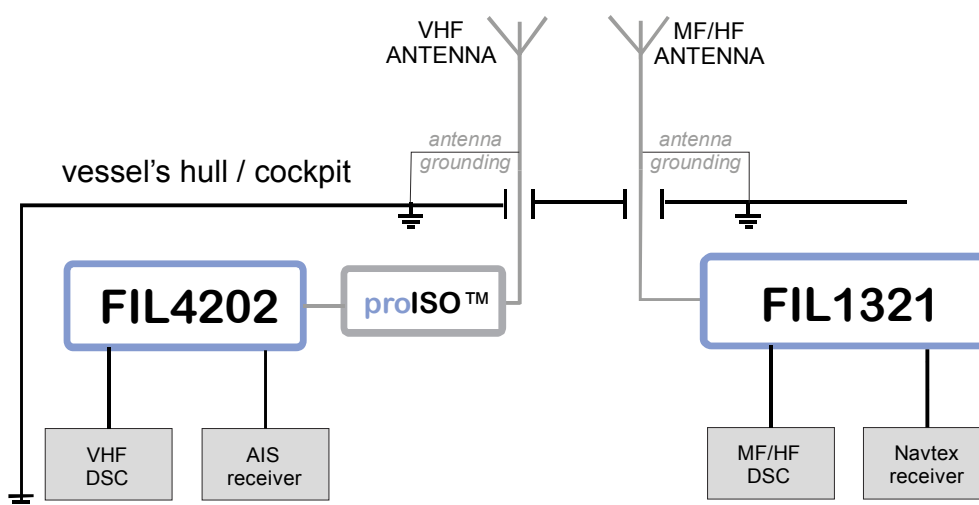 VHF
ANTENNA
MF/HF
ANTENNA
antenna
grounding
antenna
grounding
vessel's hull / cockpit
FIL4202
proISO™
FIL1321
VHF
DSC
AIS
receiver
MF/HF
DSC
Navtex
receiver